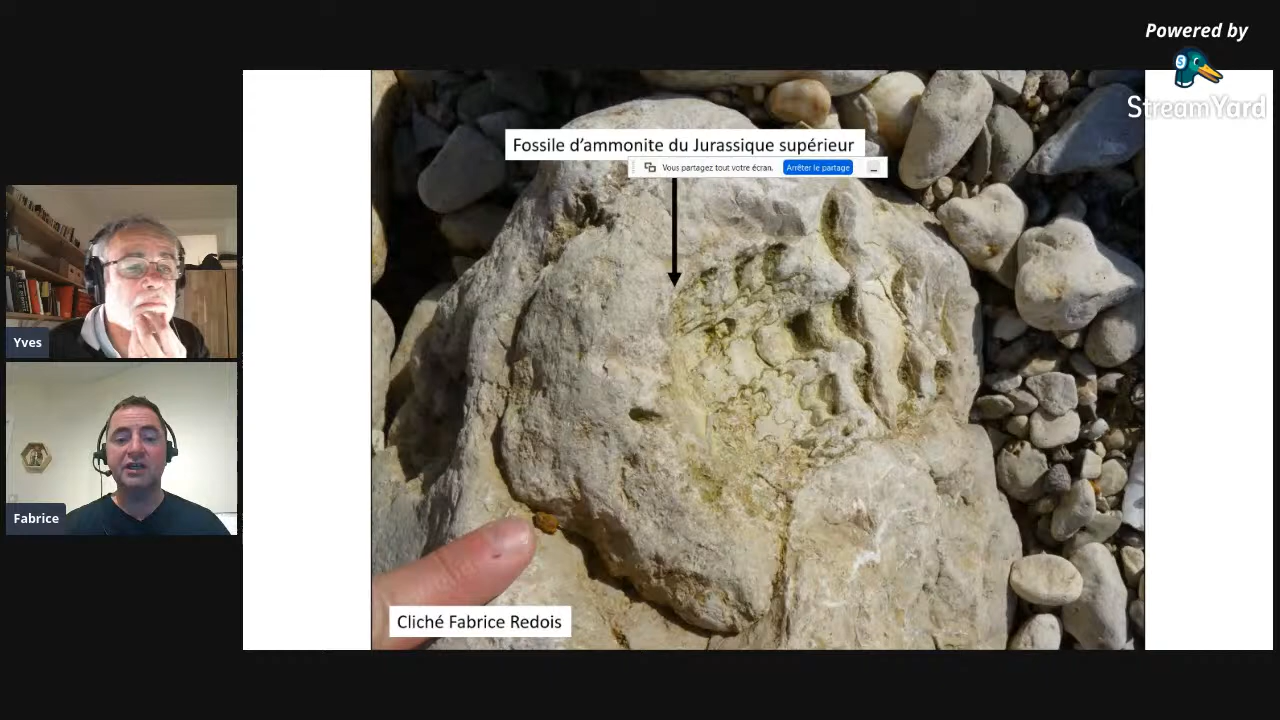 Powered by
StreamYard
Fossile d’ammonite du Jurassique supérieur
Vous partagez tout votre écran.
Arrêter le partage
Yves
Fabrice
Cliché Fabrice Redois